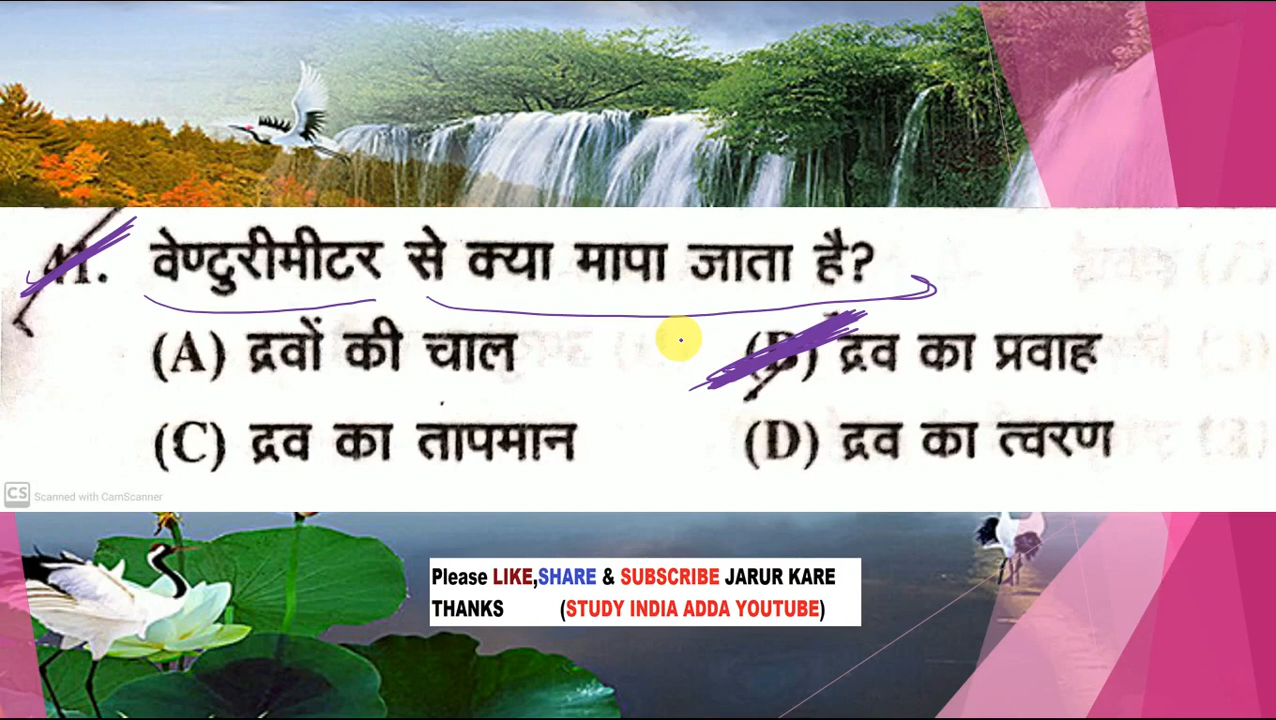 41. वेण्टुरीमीटर से क्या मापा जाता है?
(A) द्रवों की चाल (B) द्रव का प्रवाह
(C) द्रव का तापमान (D) द्रव का त्वरण
CS Scanned with CamScanner
Please LIKE,SHARE & SUBSCRIBE JARUR KARE
THANKS (STUDY INDIA ADDA YOUTUBE)